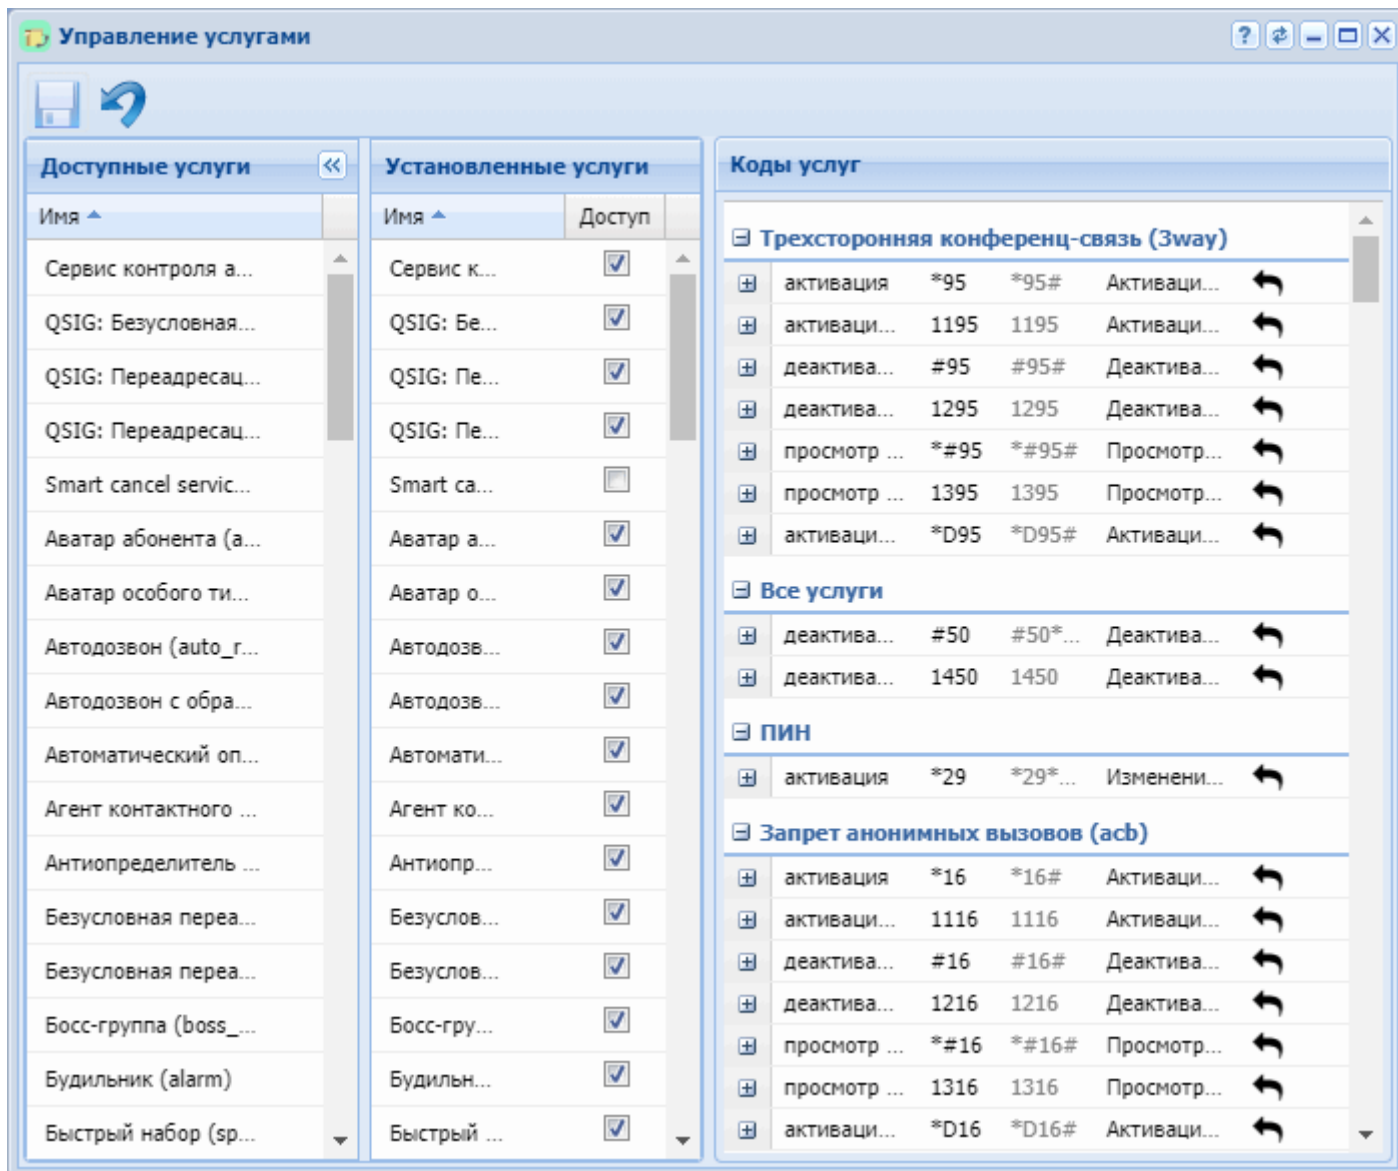 Управление услугами
Доступные услуги
Имя
Сервис контроля а...
QSIG: Безусловная...
QSIG: Переадресац...
QSIG: Переадресац...
Smart cancel servic...
Аватар абонента (а...
Аватар особого ти...
Автодозвон (auto_r...
Автодозвон с обра...
Автоматический оп...
Агент контактного ...
Антиопределитель ...
Безусловная переа...
Безусловная переа...
Босс-группа (boss_...
Будильник (alarm)
Быстрый набор (sp...
Установленные услуги
Имя Доступ
Сервис к...
QSIG: Бе...
QSIG: Пе...
QSIG: Пе...
Smart ca...
Аватар а...
Аватар о...
Автодозв...
Автодозв...
Автомати...
Агент ко...
Антиопр...
Безуслов...
Безуслов...
Босс-гру...
Будильн...
Быстрый ...
Коды услуг
Трехсторонняя конференц-связь (3way)
активация *95 *95# Активаци...
активаци... 1195 1195 Активаци...
деактива... #95 #95# Деактива...
деактива... 1295 1295 Деактива...
просмотр ... *#95 *#95# Просмотр...
просмотр ... 1395 1395 Просмотр...
активаци... *D95 *D95# Активаци...
Все услуги
деактива... #50 #50*... Деактива...
деактива... 1450 1450 Деактива...
ПИН
активация *29 *29*... Изменени...
Запрет анонимных вызовов (acb)
активация *16 *16# Активаци...
активаци... 1116 1116 Активаци...
деактива... #16 #16# Деактива...
деактива... 1216 1216 Деактива...
просмотр ... *#16 *#16# Просмотр...
просмотр ... 1316 1316 Просмотр...
активаци... *D16 *D16# Активаци...